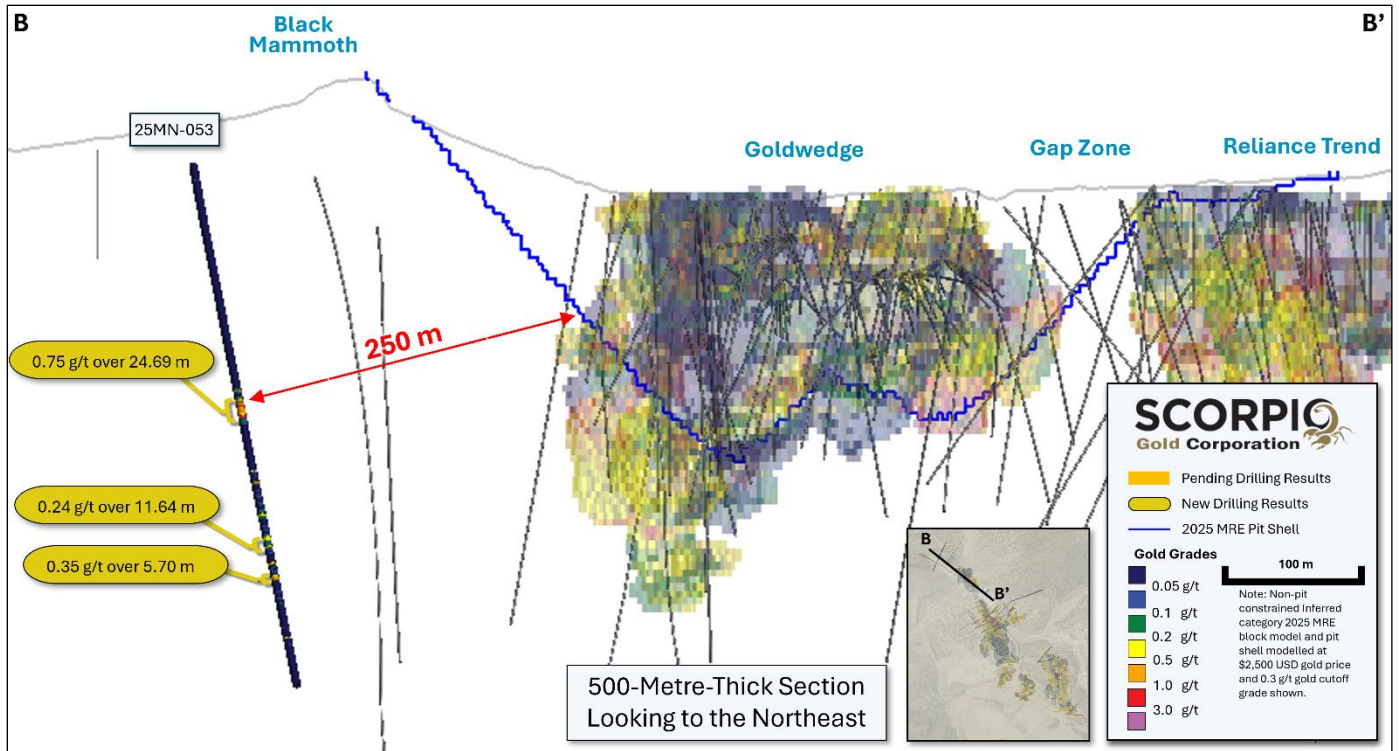 B
B’
Black
Mammoth
25MN-053
Goldwedge
Gap Zone
Reliance Trend
250 m
0.75 g/t over 24.69 m
0.24 g/t over 11.64 m
0.35 g/t over 5.70 m
500-Metre-Thick Section
Looking to the Northeast
B
B’
SCORPIO
Gold Corporation
Pending Drilling Results
New Drilling Results
2025 MRE Pit Shell
Gold Grades
0.05 g/t
0.1 g/t
0.2 g/t
0.5 g/t
1.0 g/t
3.0 g/t
100 m
Note: Non-pit
constrained Inferred
category 2025 MRE
block model and pit
shell modelled at
$2,500 USD gold price
and 0.3 g/t gold cutoff
grade shown.